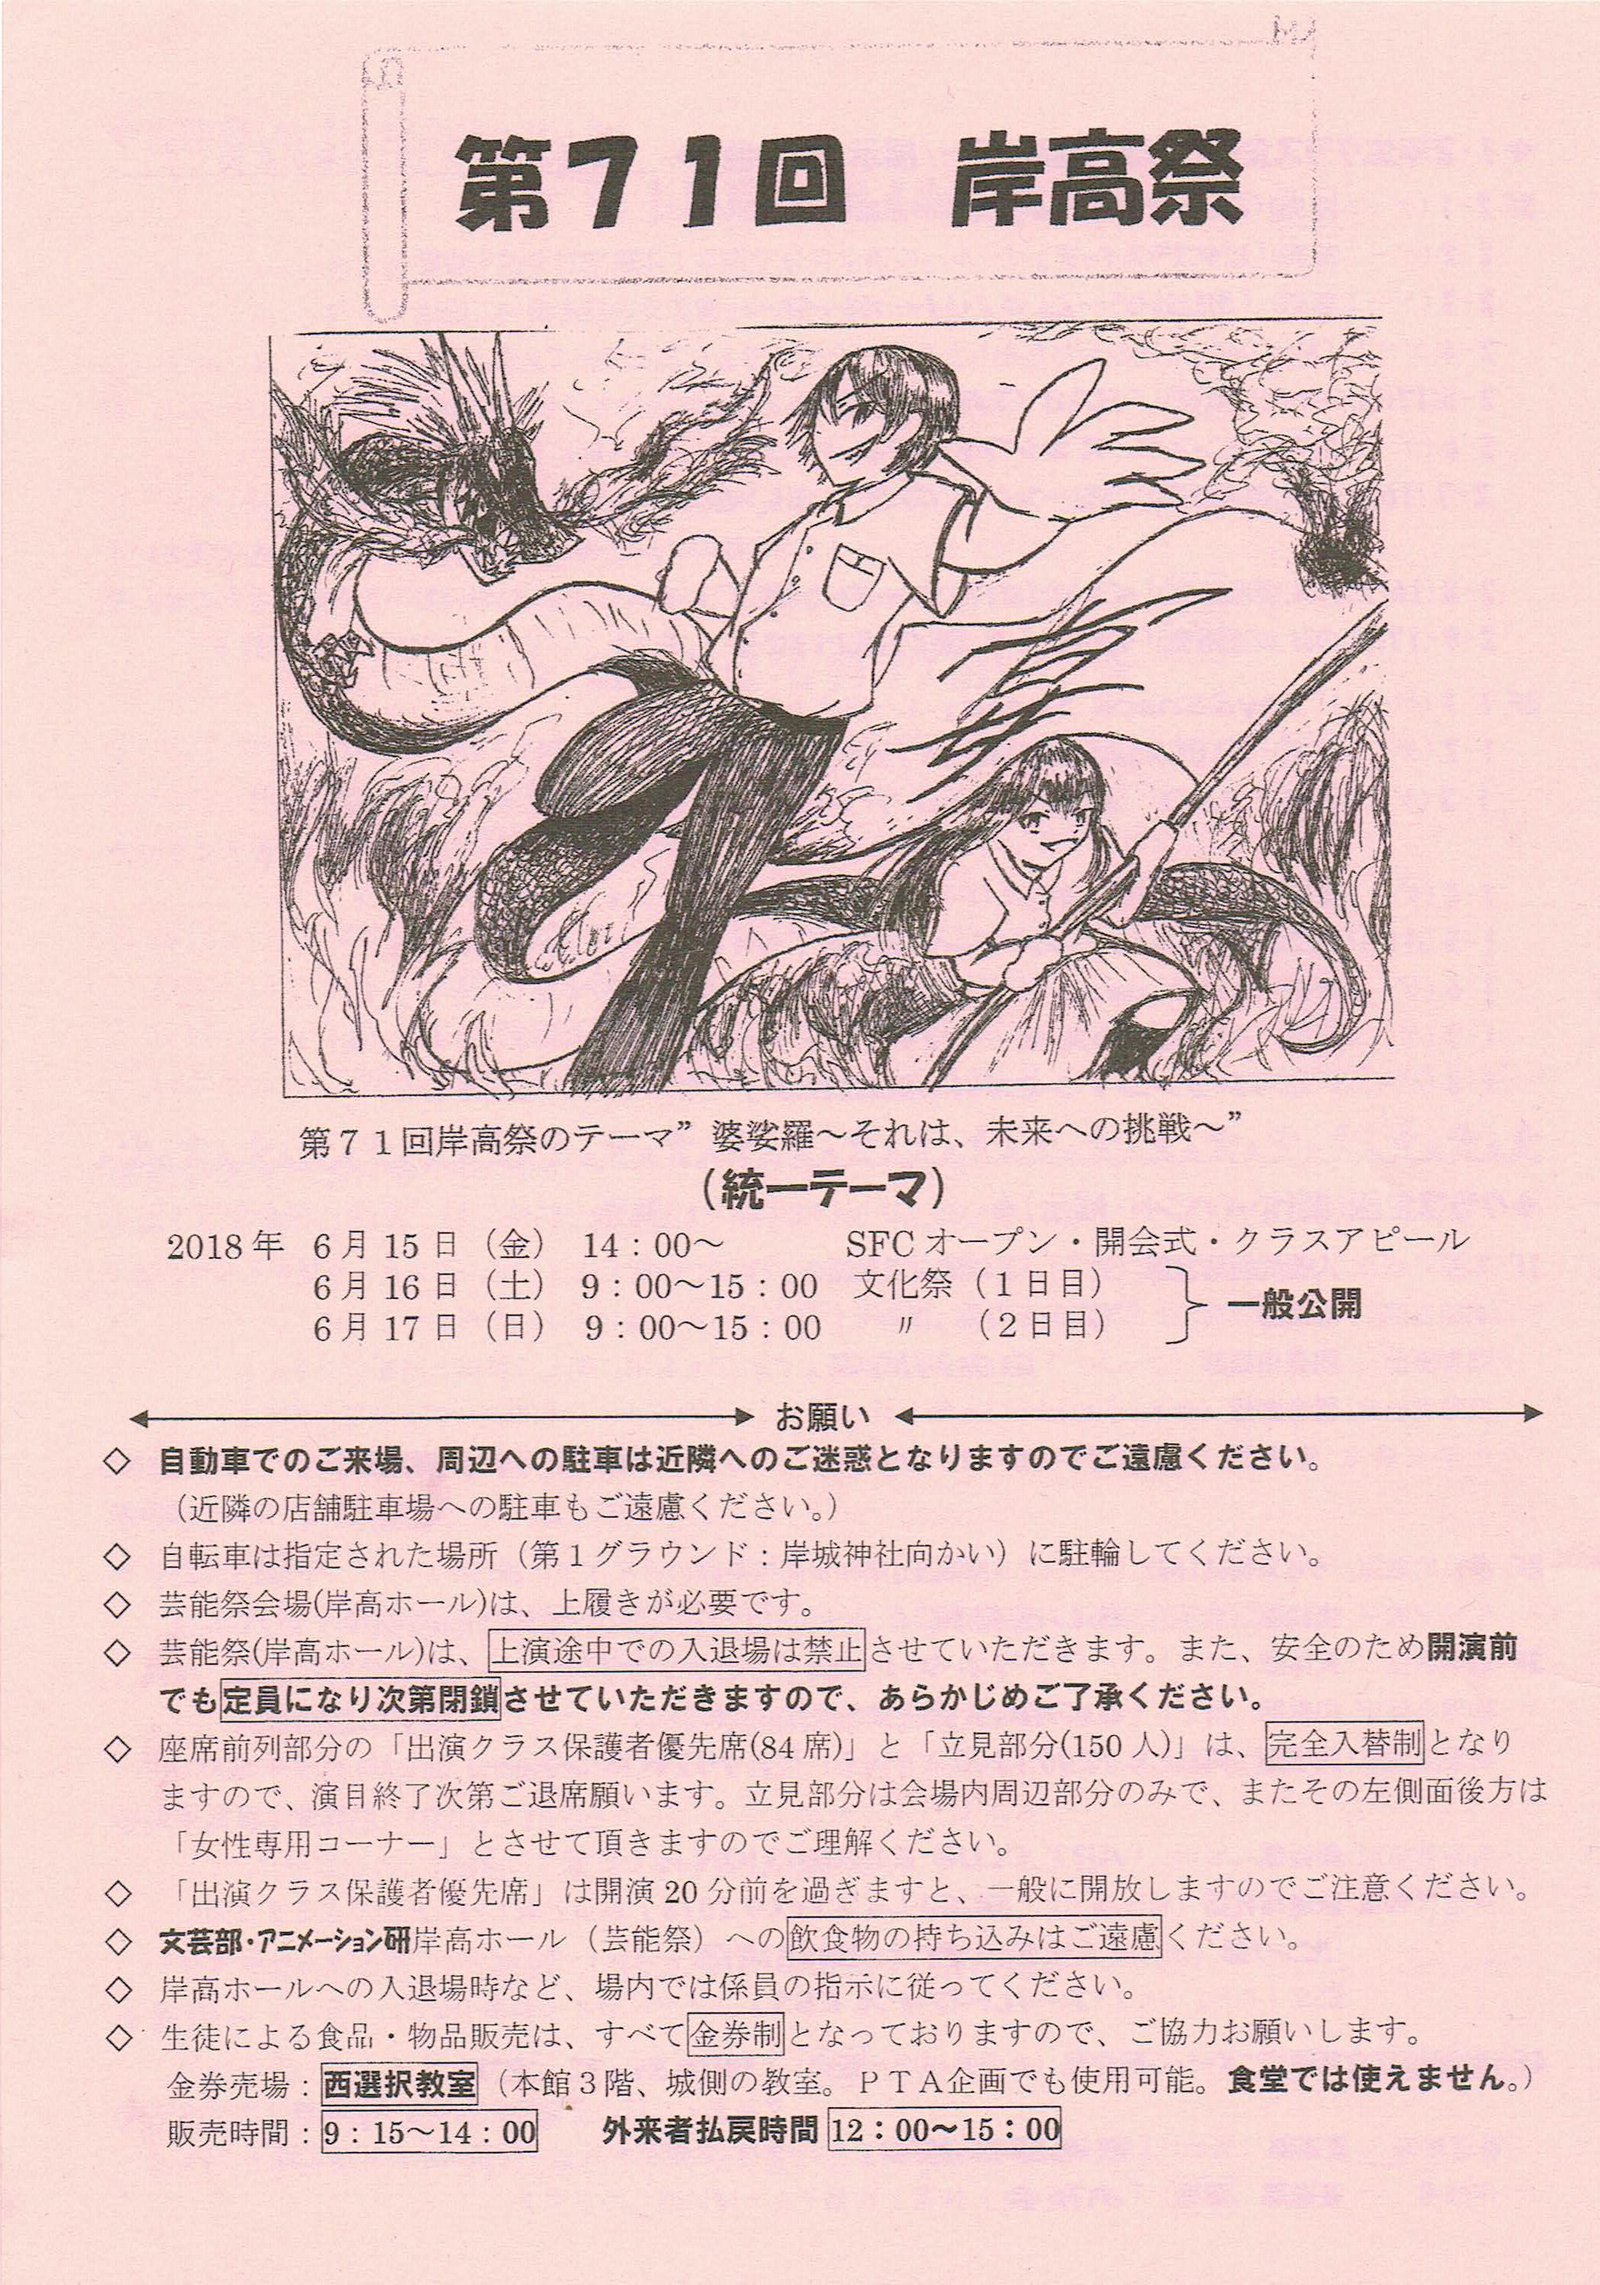 第７１回　岸高祭
第７１回岸高祭のテーマ”婆娑羅～それは、未来への挑戦～”
（統一テーマ）
2018年　6月15日（金）　14：00～　SFCオープン・開会式・クラスアピール
6月16日（土）　9：00～15：00　文化祭（１日目）
6月17日（日）　9：00～15：00　〃　（２日目）
一般公開
お願い
◇　自動車でのご来場、周辺への駐車は近隣へのご迷惑となりますのでご遠慮ください。
（近隣の店舗駐車場への駐車もご遠慮ください。）
◇　自転車は指定された場所（第１グラウンド：岸城神社向かい）に駐輪してください。
◇　芸能祭会場(岸高ホール)は、上履きが必要です。
◇　芸能祭(岸高ホール)は、上演途中での入退場は禁止させていただきます。また、安全のため開演前
でも定員になり次第閉鎖させていただきますので、あらかじめご了承ください。
◇　座席前列部分の「出演クラス保護者優先席(84席)」と「立見部分(150人)」は、完全入替制となり
ますので、演目終了次第ご退席願います。立見部分は会場内周辺部分のみで、またその左側面後方は
「女性専用コーナー」とさせて頂きますのでご理解ください。
◇　「出演クラス保護者優先席」は開演20分前を過ぎますと、一般に開放しますのでご注意ください。
◇　文芸部・アニメーション研岸高ホール（芸能祭）への飲食物の持ち込みはご遠慮ください。
◇　岸高ホールへの入退場時など、場内では係員の指示に従ってください。
◇　生徒による食品・物品販売は、すべて金券制となっておりますので、ご協力お願いします。
金券売場：西選択教室（本館３階、城側の教室。ＰＴＡ企画でも使用可能。食堂では使えません。）
販売時間：9：15～14：00　外来者払戻時間 12：00～15：00